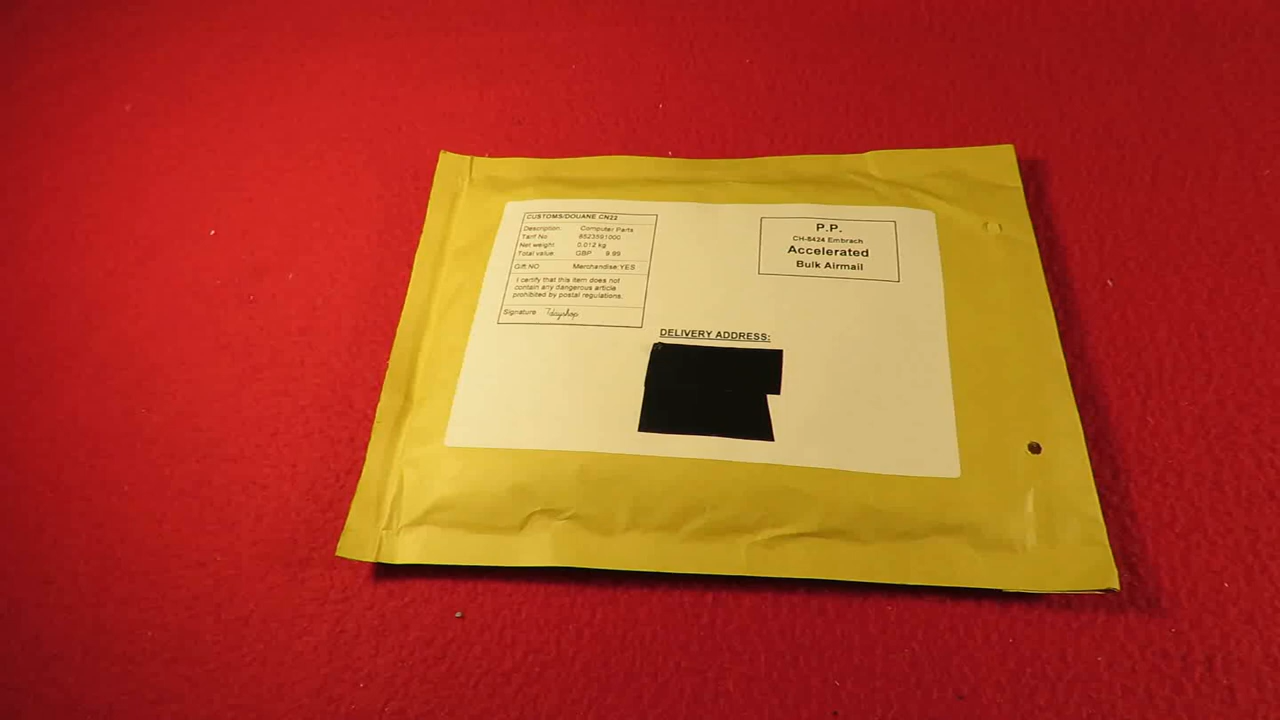 CUSTOMS/DOUANE CN22
Description. Computer Parts
Tarif No 8523591000
Net weight. 0.012 kg
Total value. GBP 9.99
Gift:NO Merchandise:YES
I certify that this item does not
contain any dangerous article
prohibited by postal regulations.
Signature 7dayshop
P.P.
CH-8424 Embrach
Accelerated
Bulk Airmail
DELIVERY ADDRESS: